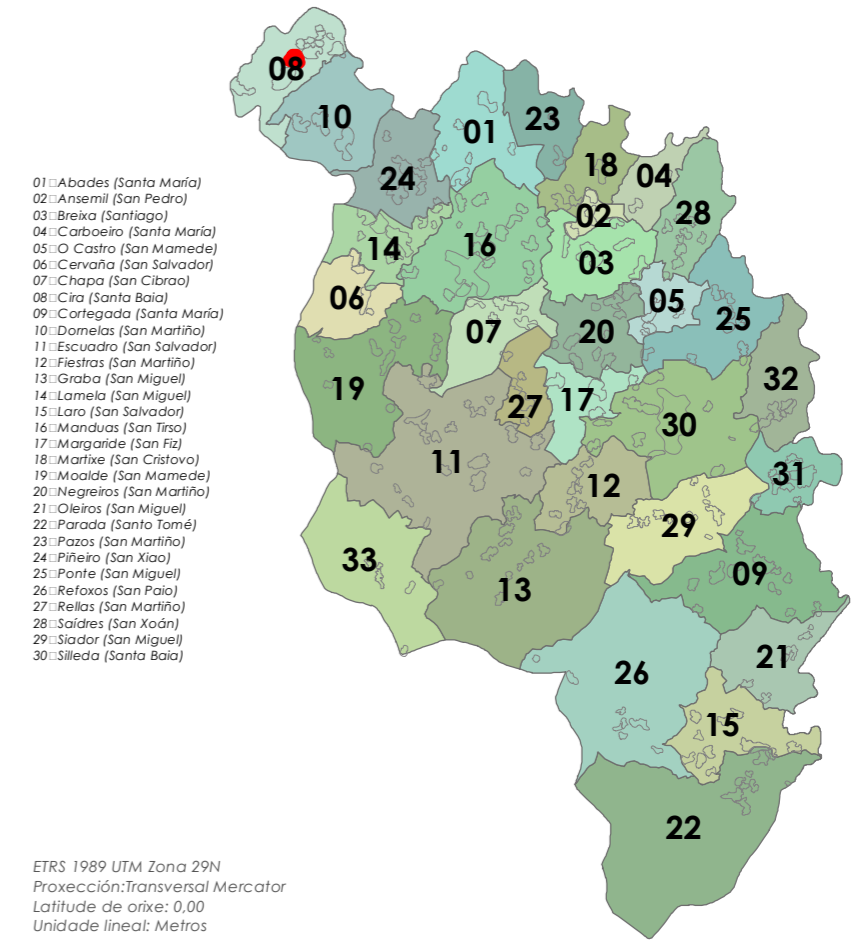 08
10
01
23
24
18
04
02
28
14
16
03
06
05
07
20
25
19
32
27
17
30
11
12
31
29
33
13
09
26
21
15
22
01□Abades (Santa María)
02□Ansemil (San Pedro)
03□Breixa (Santiago)
04□Carboeiro (Santa María)
05□O Castro (San Mamede)
06□Cervaña (San Salvador)
07□Chapa (San Cibrao)
08□Cira (Santa Baia)
09□Cortegada (Santa María)
10□Dornelas (San Martiño)
11□Escuadro (San Salvador)
12□Fiestras (San Martiño)
13□Graba (San Miguel)
14□Lamela (San Miguel)
15□Laro (San Salvador)
16□Manduas (San Tirso)
17□Margaride (San Fiz)
18□Martixe (San Cristovo)
19□Moalde (San Mamede)
20□Negreiros (San Martiño)
21□Oleiros (San Miguel)
22□Parada (Santo Tomé)
23□Pazos (San Martiño)
24□Piñeiro (San Xiao)
25□Ponte (San Miguel)
26□Refoxos (San Paio)
27□Rellas (San Martiño)
28□Saídres (San Xoán)
29□Siador (San Miguel)
30□Silleda (Santa Baia)
ETRS 1989 UTM Zona 29N
Proxección:Transversal Mercator
Latitude de orixe: 0,00
Unidade lineal: Metros